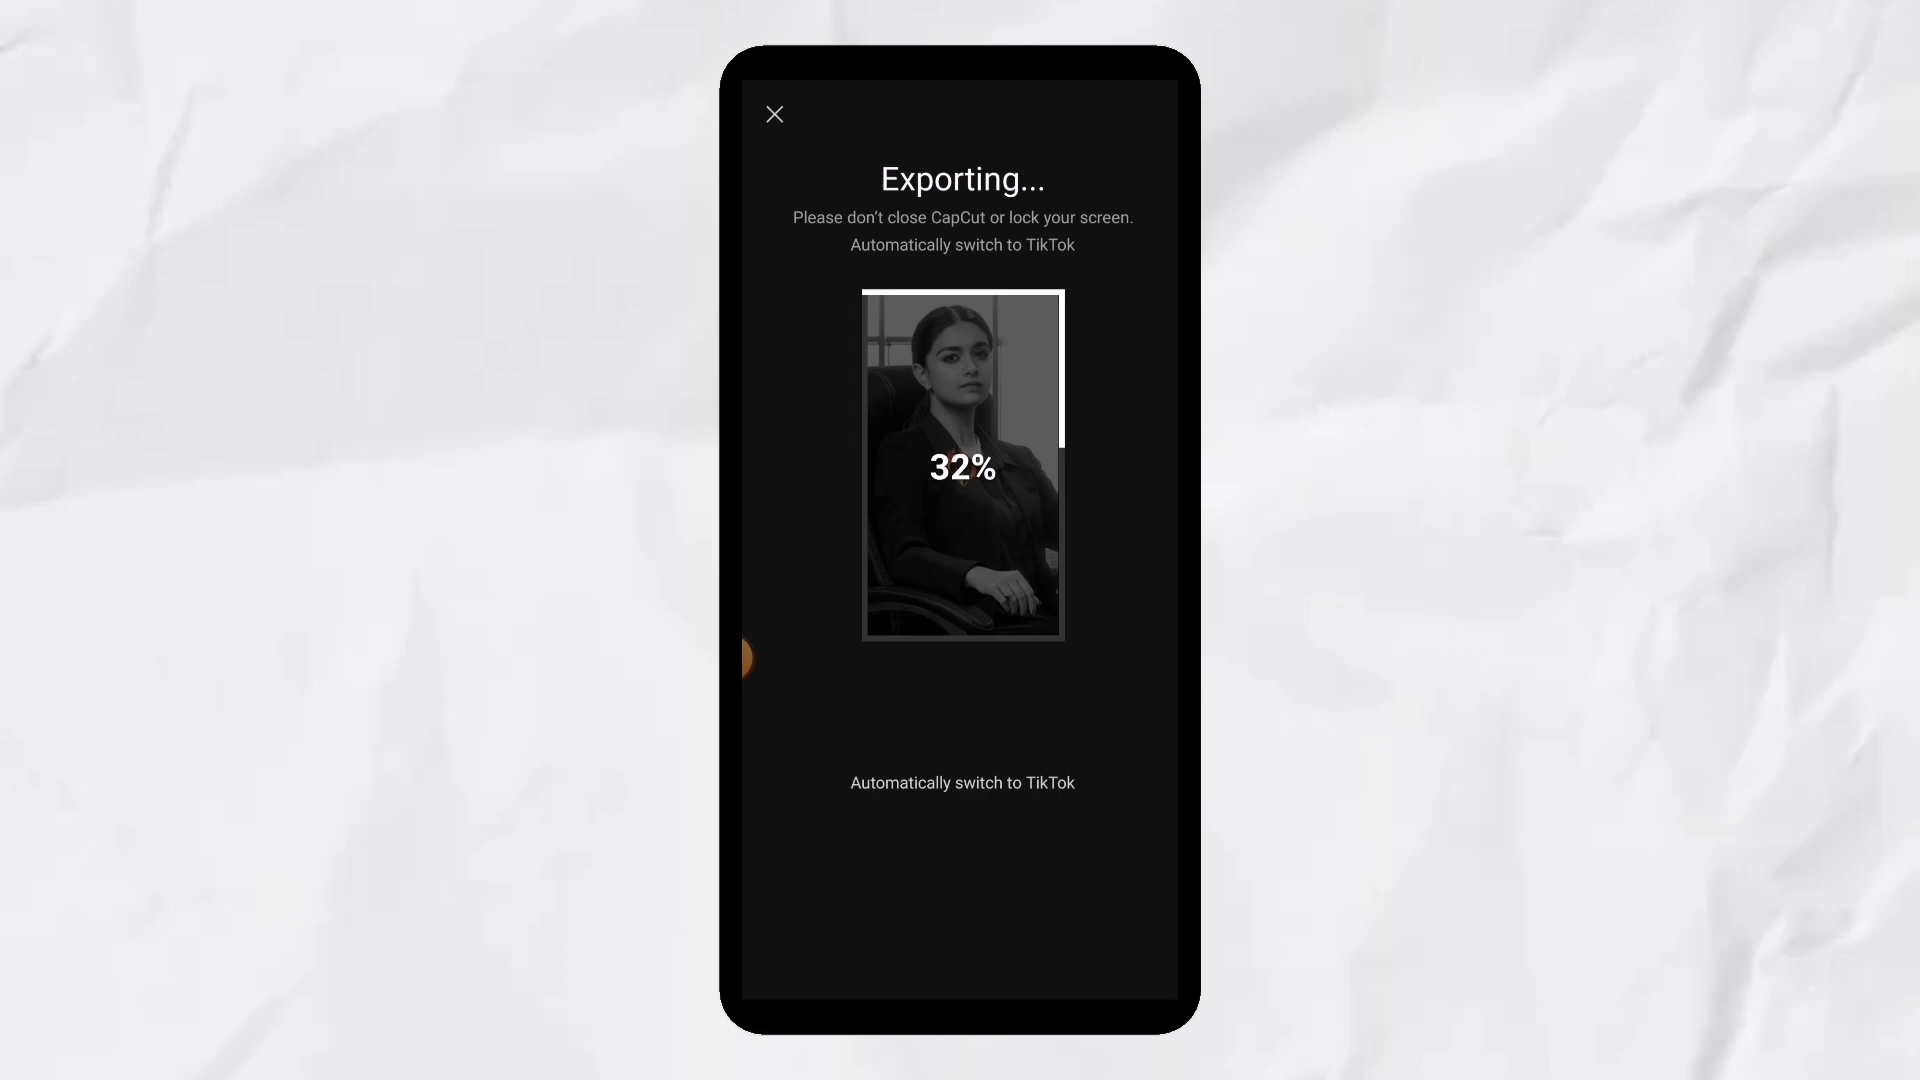 Exporting...
Please don’t close CapCut or lock your screen.
Automatically switch to TikTok
32%
Automatically switch to TikTok